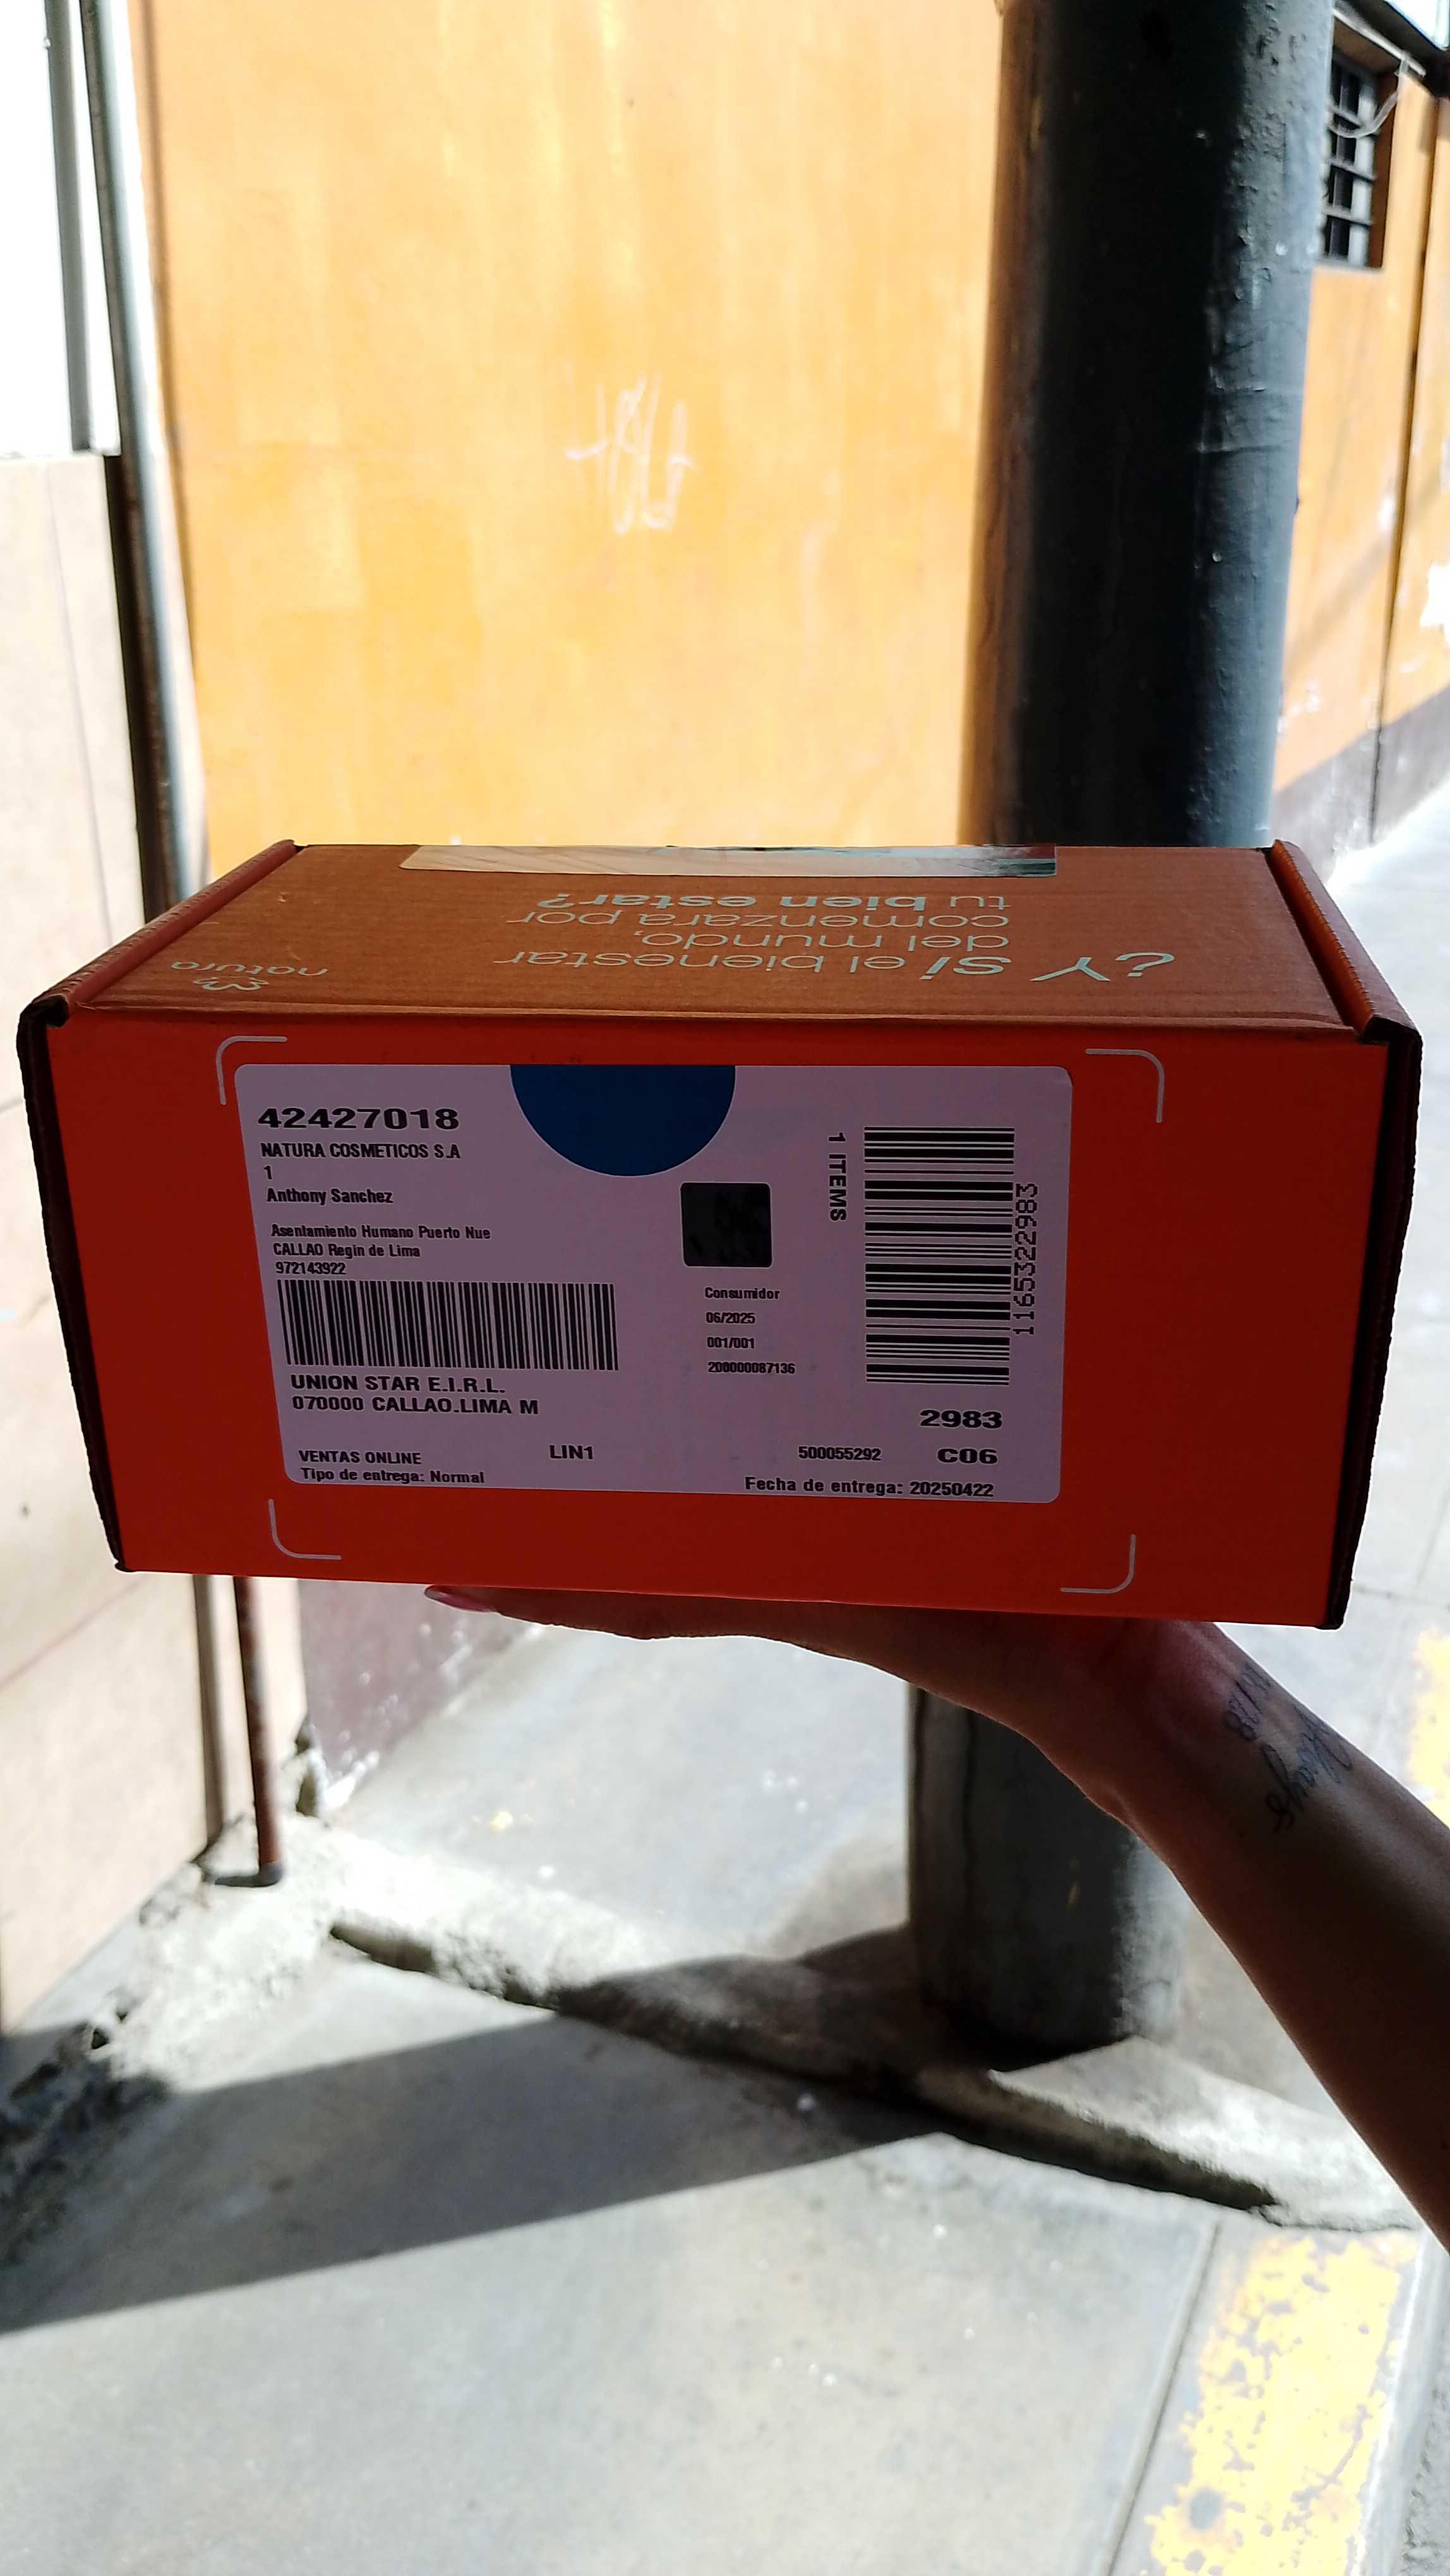 ¿Y sí el bienestar
del mundo,
comenzara por
tu bien estar?
natura
42427018
NATURA COSMETICOS S.A
1
Anthony Sanchez
Asentamiento Humano Puerto Nue
CALLAO Regin de Lima
972143922
UNION STAR E.I.R.L.
070000 CALLAO.LIMA M
VENTAS ONLINE
Tipo de entrega: Normal
LIN1
Consumidor
06/2025
001/001
200000087136
1 ITEMS
1165322983
2983
500055292
C06
Fecha de entrega: 20250422
Always